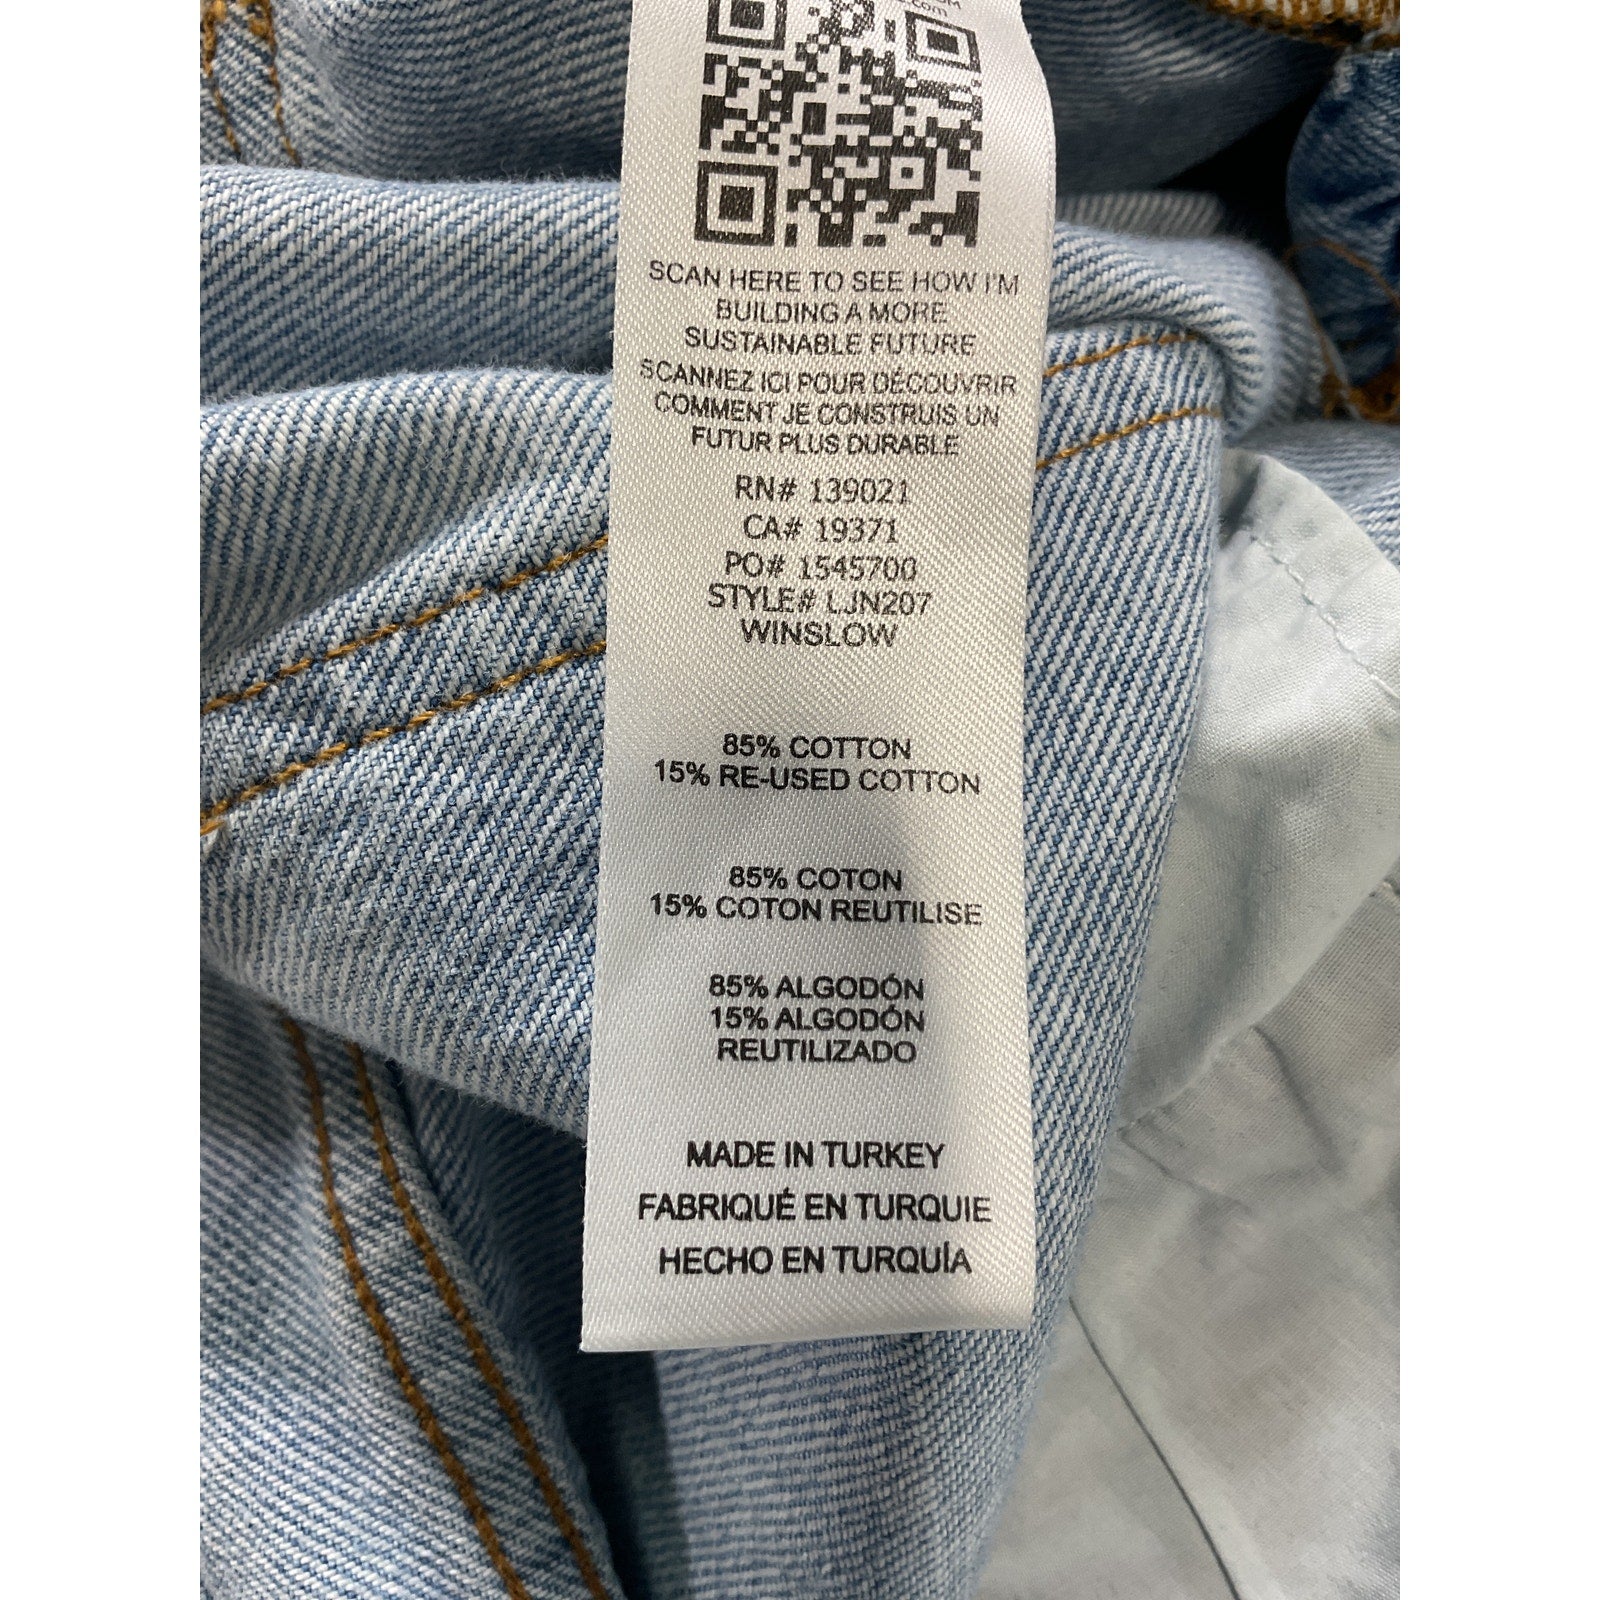 .com
SCAN HERE TO SEE HOW I'M
BUILDING A MORE
SUSTAINABLE FUTURE
SCANNEZ ICI POUR DÉCOUVRIR
COMMENT JE CONSTRUIS UN
FUTUR PLUS DURABLE
RN# 139021
CA# 19371
PO# 1545700
STYLE# LJN207
WINSLOW
85% COTTON
15% RE-USED COTTON
85% COTON
15% COTON REUTILISE
85% ALGODÓN
15% ALGODÓN
REUTILIZADO
MADE IN TURKEY
FABRIQUÉ EN TURQUIE
HECHO EN TURQUÍA